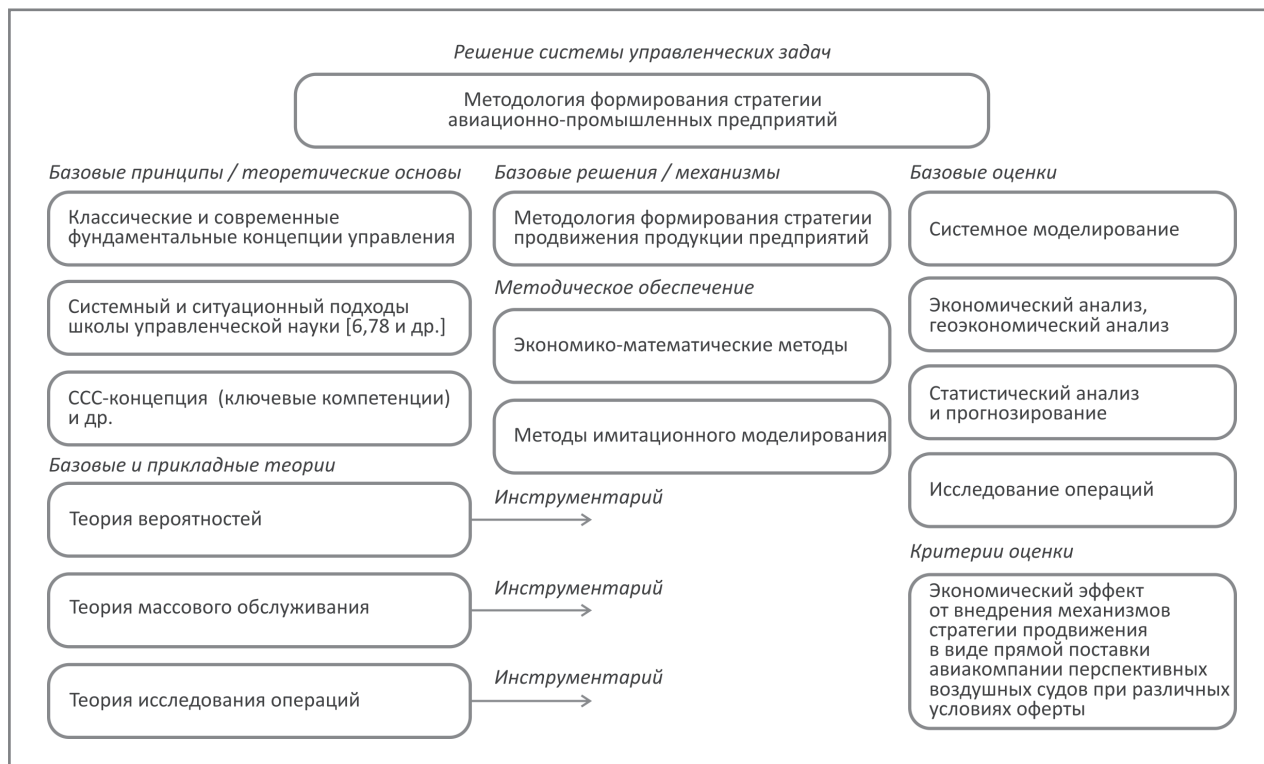 Решение системы управленческих задач
Методология формирования стратегии
авиационно-промышленных предприятий
Базовые принципы / теоретические основы
Классические и современные
фундаментальные концепции управления
Системный и ситуационный подходы
школы управленческой науки [6,78 и др.]
ССС-концепция (ключевые компетенции)
и др.
Базовые и прикладные теории
Теория вероятностей
Теория массового обслуживания
Теория исследования операций
Базовые решения / механизмы
Методология формирования стратегии
продвижения продукции предприятий
Методическое обеспечение
Экономико-математические методы
Методы имитационного моделирования
Инструментарий
Инструментарий
Инструментарий
Базовые оценки
Системное моделирование
Экономический анализ,
геоэкономический анализ
Статистический анализ
и прогнозирование
Исследование операций
Критерии оценки
Экономический эффект
от внедрения механизмов
стратегии продвижения
в виде прямой поставки
авиакомпании перспективных
воздушных судов при различных
условиях оферты